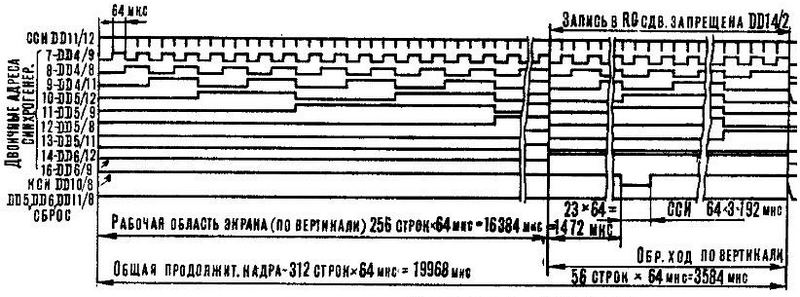 64 мкс
ЗАПИСЬ В RG СДВ. ЗАПРЕЩЕНА DD14/2
ССИ DD11/12
7-DD4/9
8-DD4/8
9-DD4/11
10-DD5/12
11-DD5/9
12-DD5/8
13-DD5/11
14-DD6/12
16-DD6/9
КСИ DD10/8
DD5,DD6,DD11/8
СБРОС
ДВОИЧНЫЕ АДРЕСА
СИНХРОГЕНЕР.
23×64=
=1472 мкс
ССИ 64·3-192 мкс
РАБОЧАЯ ОБЛАСТЬ ЭКРАНА (ПО ВЕРТИКАЛИ) 256 СТРОК×64 мкс=16384 мкс
ОБР. ХОД ПО ВЕРТИКАЛИ
ОБЩАЯ ПРОДОЛЖИТ. КАДРА-312 СТРОК×64 мкс = 19968 мкс
56 СТРОК × 64 мкс=3584 мкс